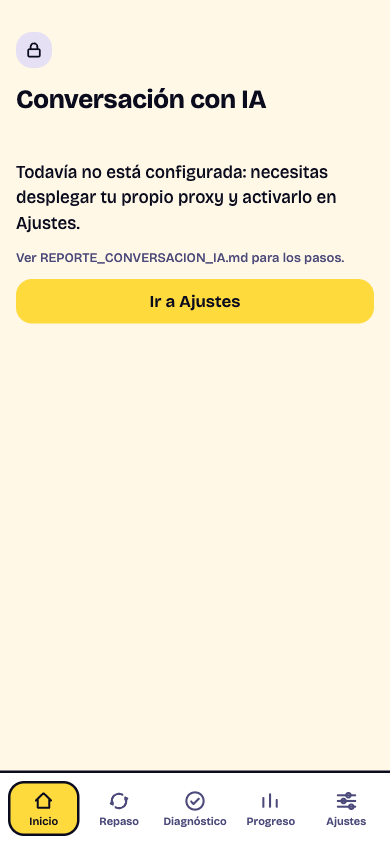 Conversación con IA
Todavía no está configurada: necesitas
desplegar tu propio proxy y activarlo en
Ajustes.
Ver REPORTE_CONVERSACION_IA.md para los pasos.
Ir a Ajustes
Inicio
Repaso
Diagnóstico
Progreso
Ajustes